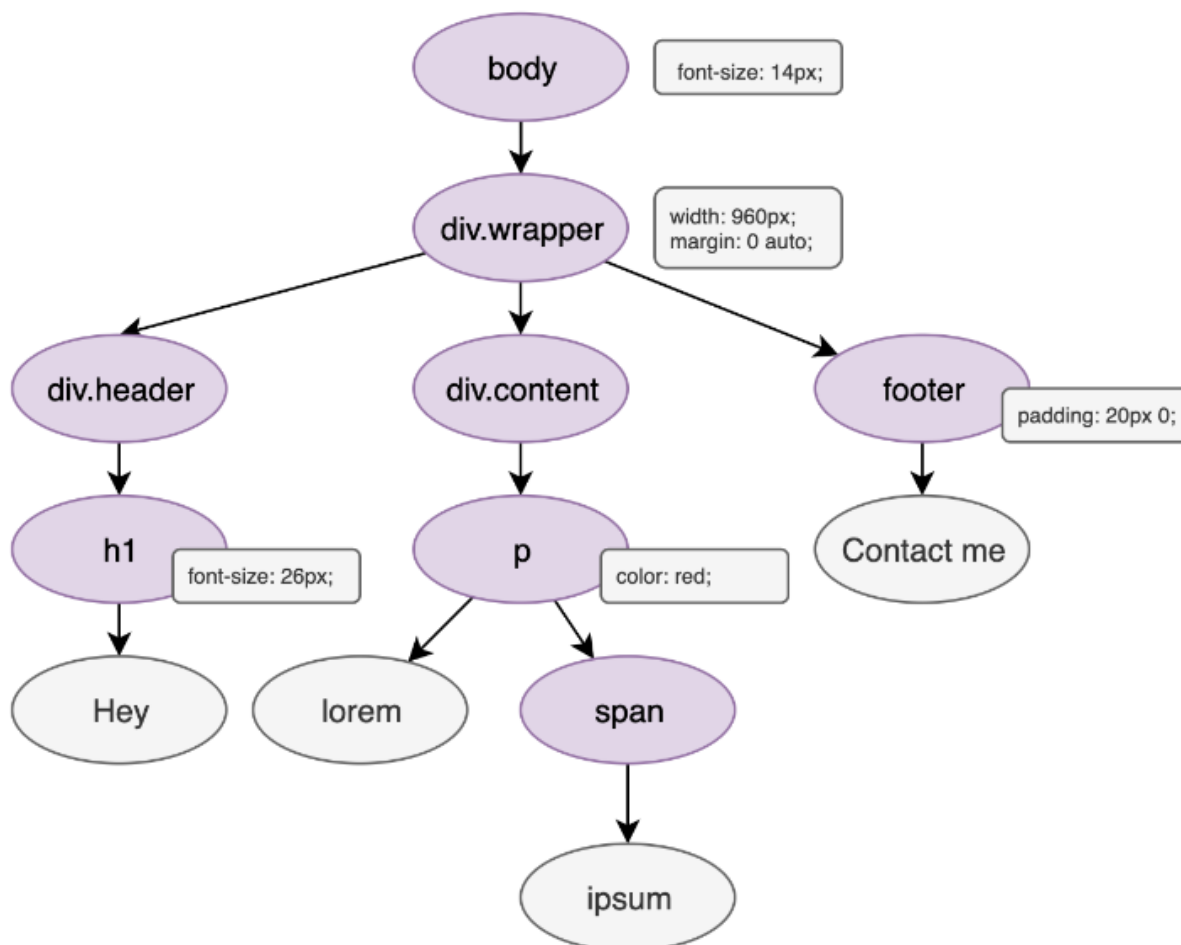 body
font-size: 14px;
div.wrapper
width: 960px;
margin: 0 auto;
div.header
div.content
footer
padding: 20px 0;
h1
font-size: 26px;
p
color: red;
Contact me
Hey
lorem
span
ipsum